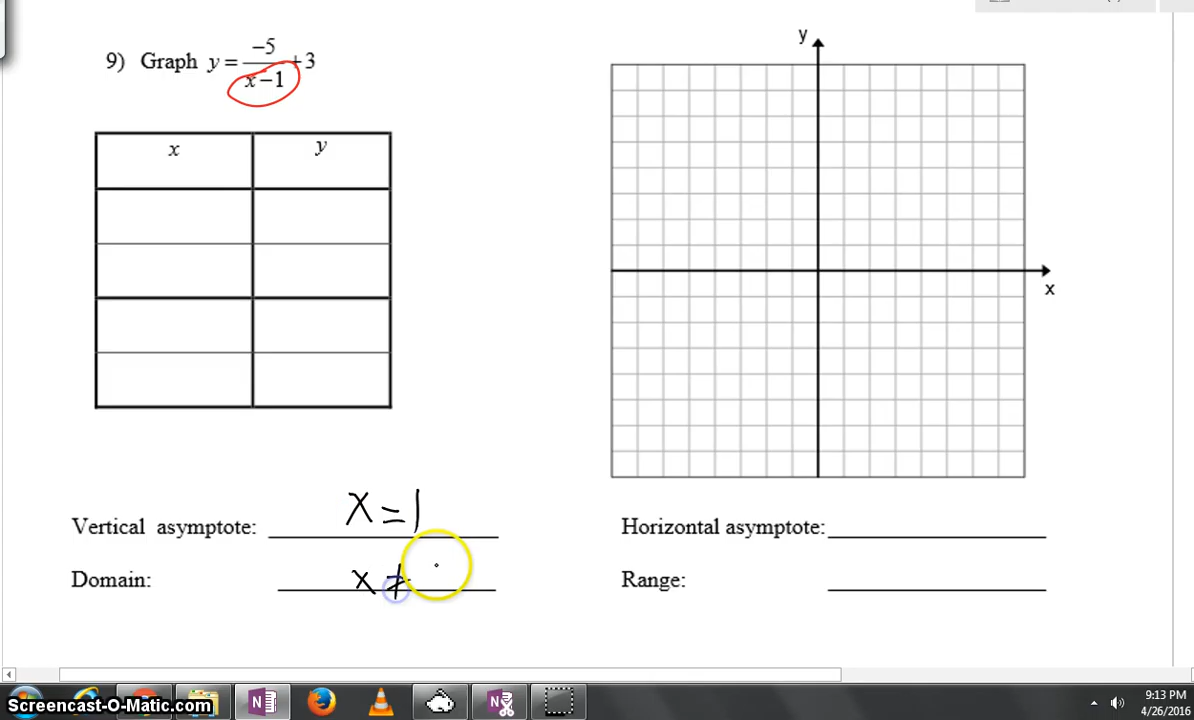 y
9) Graph y = −5/(x−1) +3
x y
x
x = 1
Vertical asymptote: Horizontal asymptote:
x ≠
Domain: Range:
Screencast-O-Matic.com
9:13 PM
4/26/2016